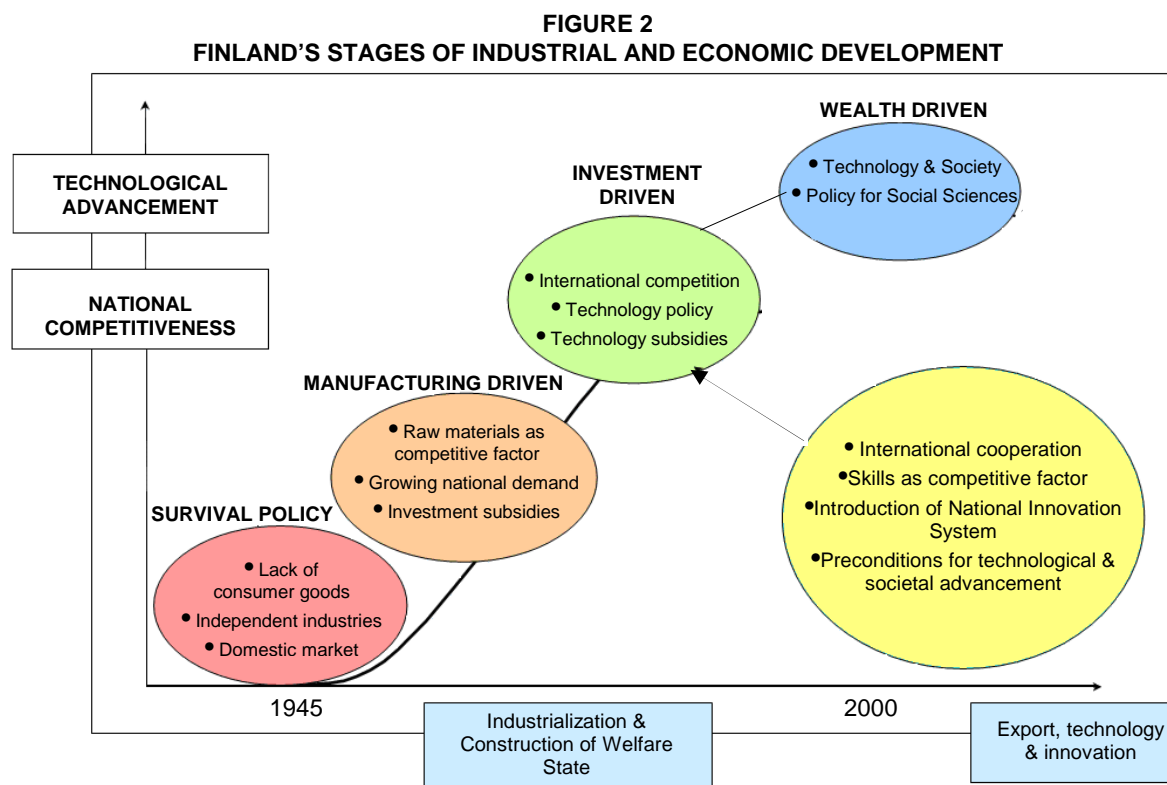 FIGURE 2
FINLAND'S STAGES OF INDUSTRIAL AND ECONOMIC DEVELOPMENT
WEALTH DRIVEN
• Technology & Society
• Policy for Social Sciences
INVESTMENT
DRIVEN
• International competition
• Technology policy
• Technology subsidies
TECHNOLOGICAL
ADVANCEMENT
NATIONAL
COMPETITIVENESS
MANUFACTURING DRIVEN
• Raw materials as
competitive factor
• Growing national demand
• Investment subsidies
• International cooperation
• Skills as competitive factor
• Introduction of National Innovation
System
• Preconditions for technological &
societal advancement
SURVIVAL POLICY
• Lack of
consumer goods
• Independent industries
• Domestic market
1945
2000
Industrialization &
Construction of Welfare
State
Export, technology
& innovation